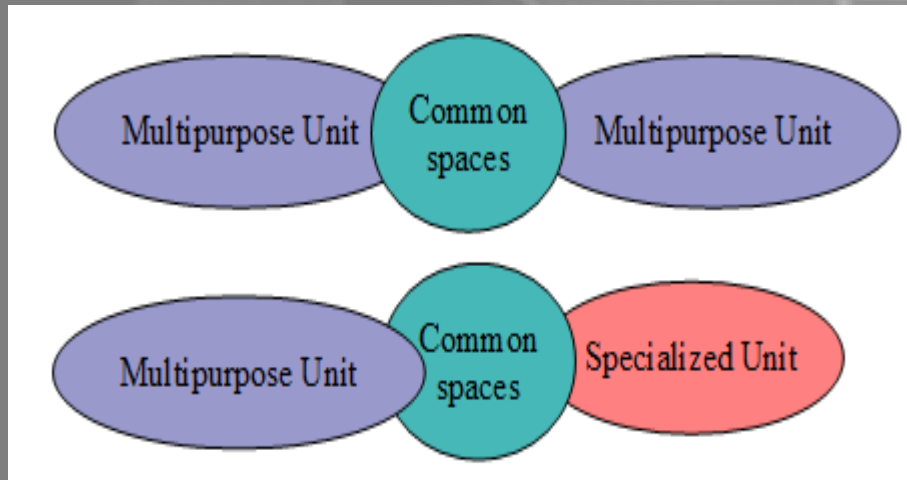 Multipurpose Unit
Common
spaces
Multipurpose Unit
Multipurpose Unit
Common
spaces
Specialized Unit